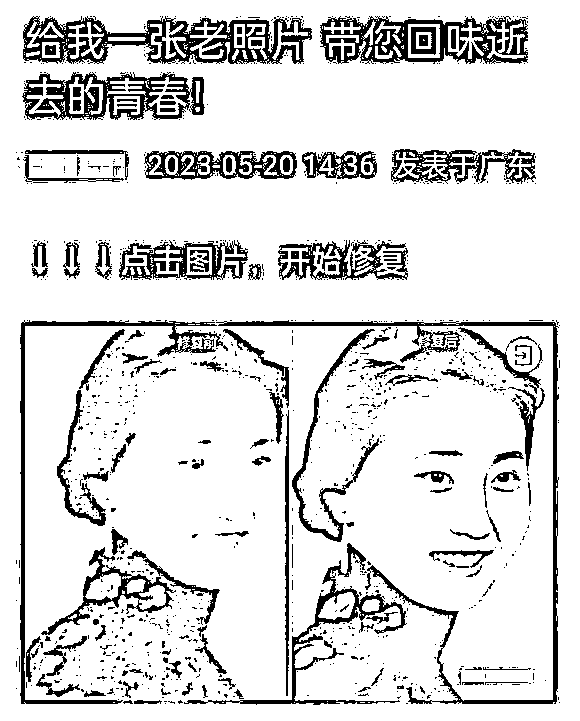 给我一张老照片 带您回味逝
去的青春！
2023-05-20 14:36 发表于广东
↓↓↓点击图片，开始修复
修复前
修复后